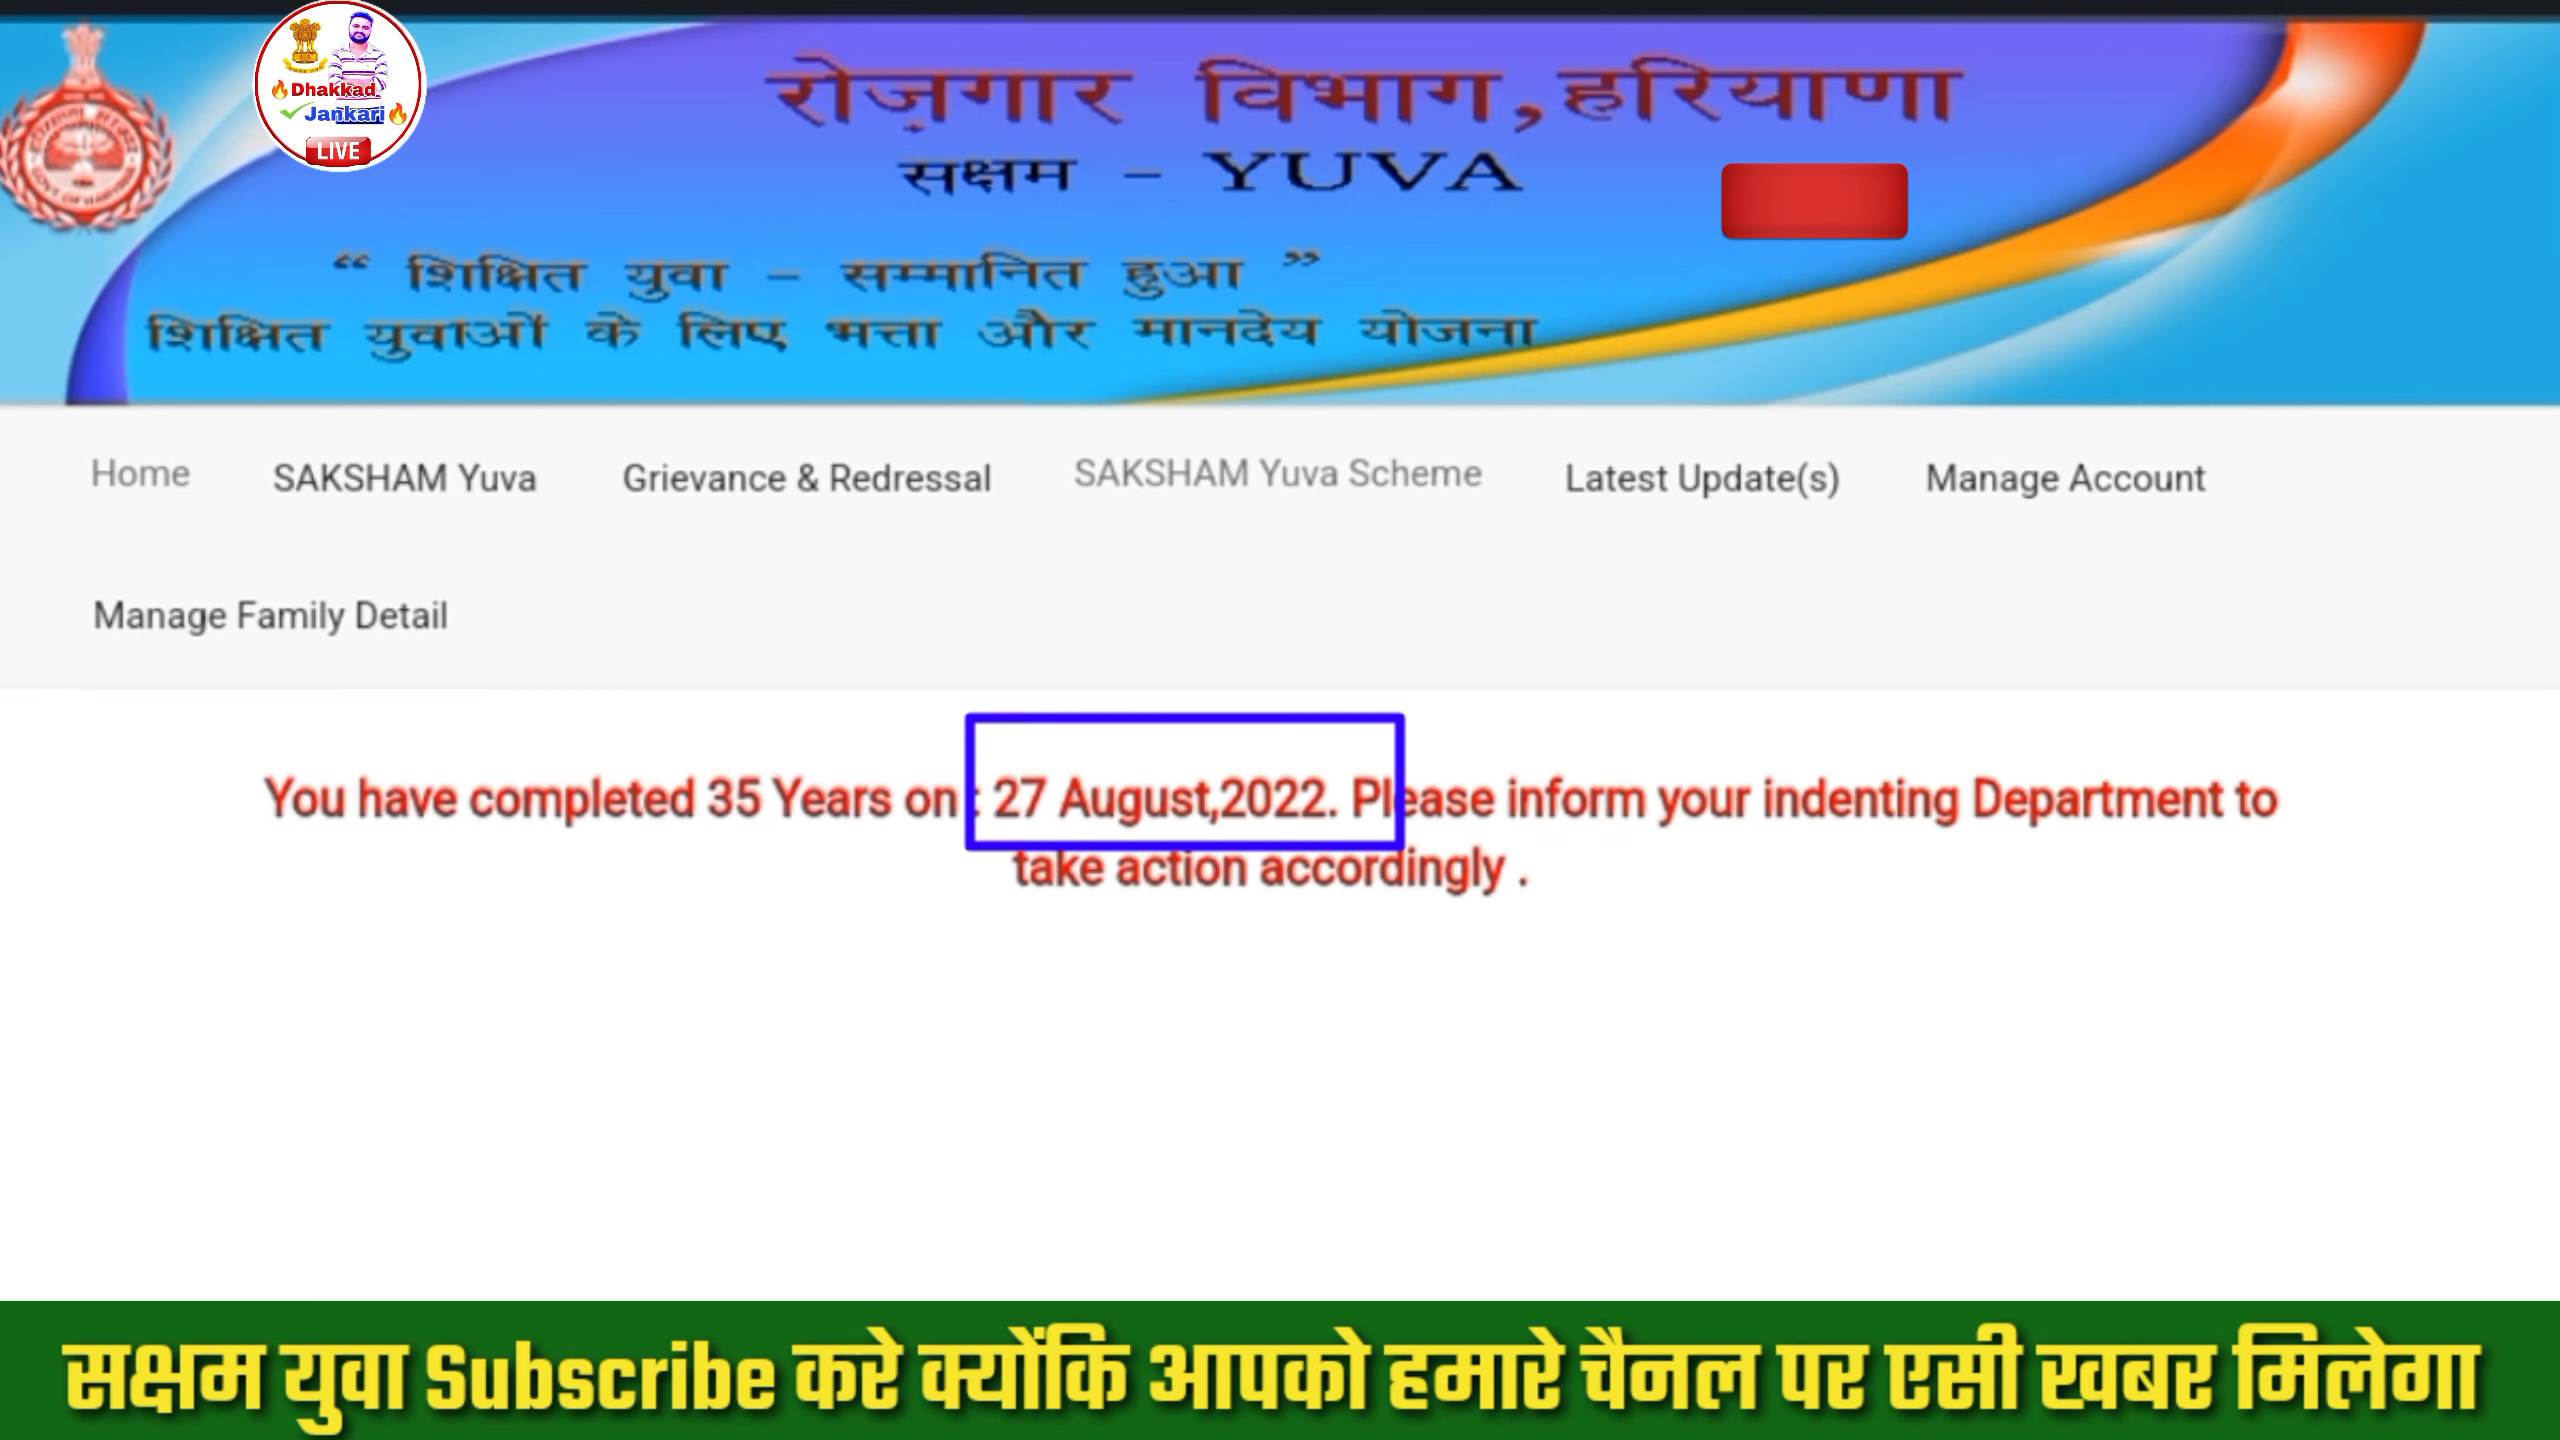 रोज़गार विभाग,हरियाणा
🔥Dhakkad
✓Jankari🔥
LIVE
सक्षम – YUVA
“ शिक्षित युवा – सम्मानित हुआ ”
शिक्षित युवाओं के लिए भत्ता और मानदेय योजना
Home SAKSHAM Yuva Grievance & Redressal SAKSHAM Yuva Scheme Latest Update(s) Manage Account
Manage Family Detail
You have completed 35 Years on : 27 August,2022. Please inform your indenting Department to
take action accordingly .
सक्षम युवा Subscribe करे क्योंकि आपको हमारे चैनल पर एसी खबर मिलेगा